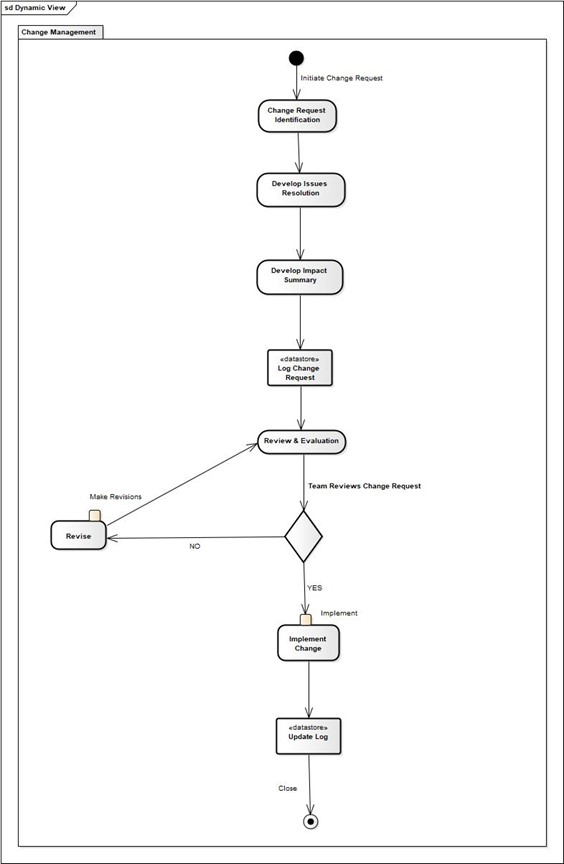 sd Dynamic View
Change Management
Initiate Change Request
Change Request
Identification
Develop Issues
Resolution
Develop Impact
Summary
«datastore»
Log Change
Request
Review & Evaluation
Team Reviews Change Request
Make Revisions
Revise
NO
YES
Implement
Implement
Change
«datastore»
Update Log
Close